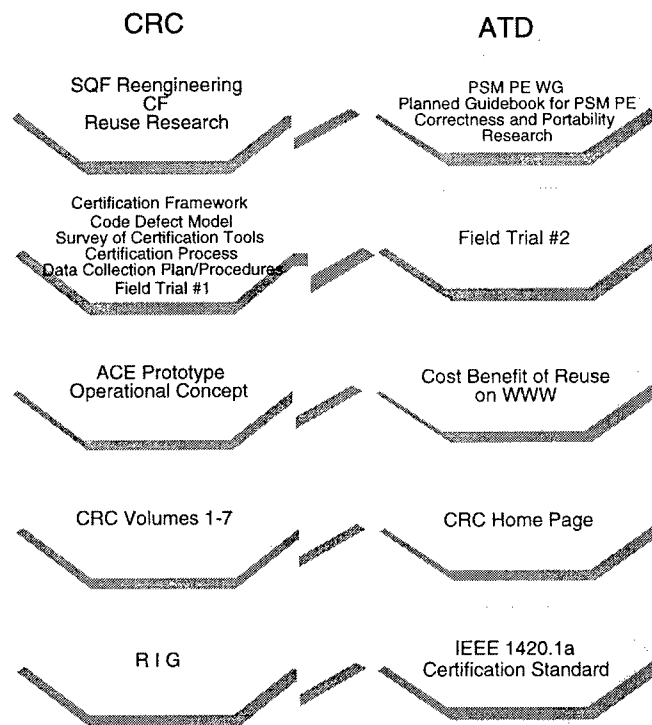 CRC
SQF Reengineering
CF
Reuse Research
Certification Framework
Code Defect Model
Survey of Certification Tools
Certification Process
Data Collection Plan/Procedures
Field Trial #1
ACE Prototype
Operational Concept
CRC Volumes 1-7
R I G
ATD
PSM PE WG
Planned Guidebook for PSM PE
Correctness and Portability
Research
Field Trial #2
Cost Benefit of Reuse
on WWW
CRC Home Page
IEEE 1420.1a
Certification Standard